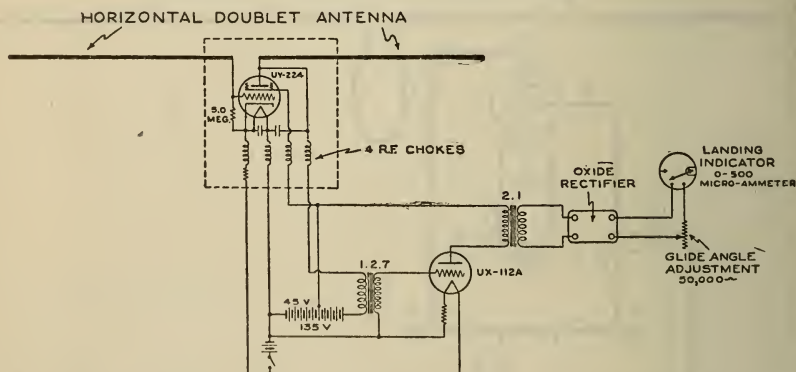 HORIZONTAL DOUBLET ANTENNA
UY-224
5.0
MEG.
4 R.F. CHOKES
LANDING
INDICATOR
0-500
MICRO-AMMETER
OXIDE
RECTIFIER
2.1
GLIDE ANGLE
ADJUSTMENT
50,000~
1.2.7
UX-112A
45 V
135 V